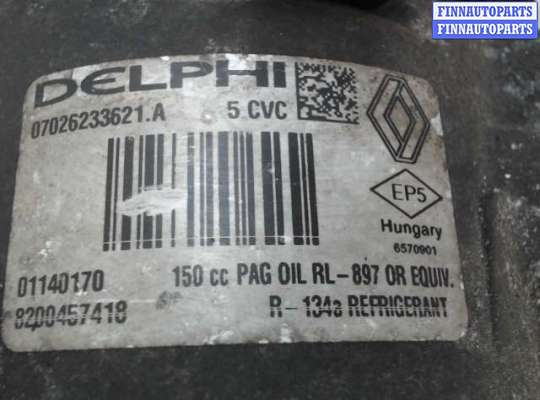 FINNAUTOPARTS
FINNAUTOPARTS
DELPHI
07026233621.A 5 CVC
EP5
Hungary
6570901
01140170 150 cc PAG OIL RL-897 OR EQUIV.
8200457418 R-134a REFRIGERANT